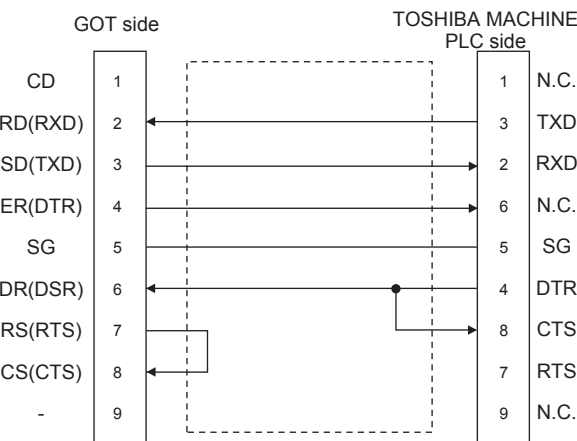 GOT side
TOSHIBA MACHINE
PLC side
CD 1 1 N.C.
RD(RXD) 2 3 TXD
SD(TXD) 3 2 RXD
ER(DTR) 4 6 N.C.
SG 5 5 SG
DR(DSR) 6 4 DTR
RS(RTS) 7 8 CTS
CS(CTS) 8 7 RTS
- 9 9 N.C.